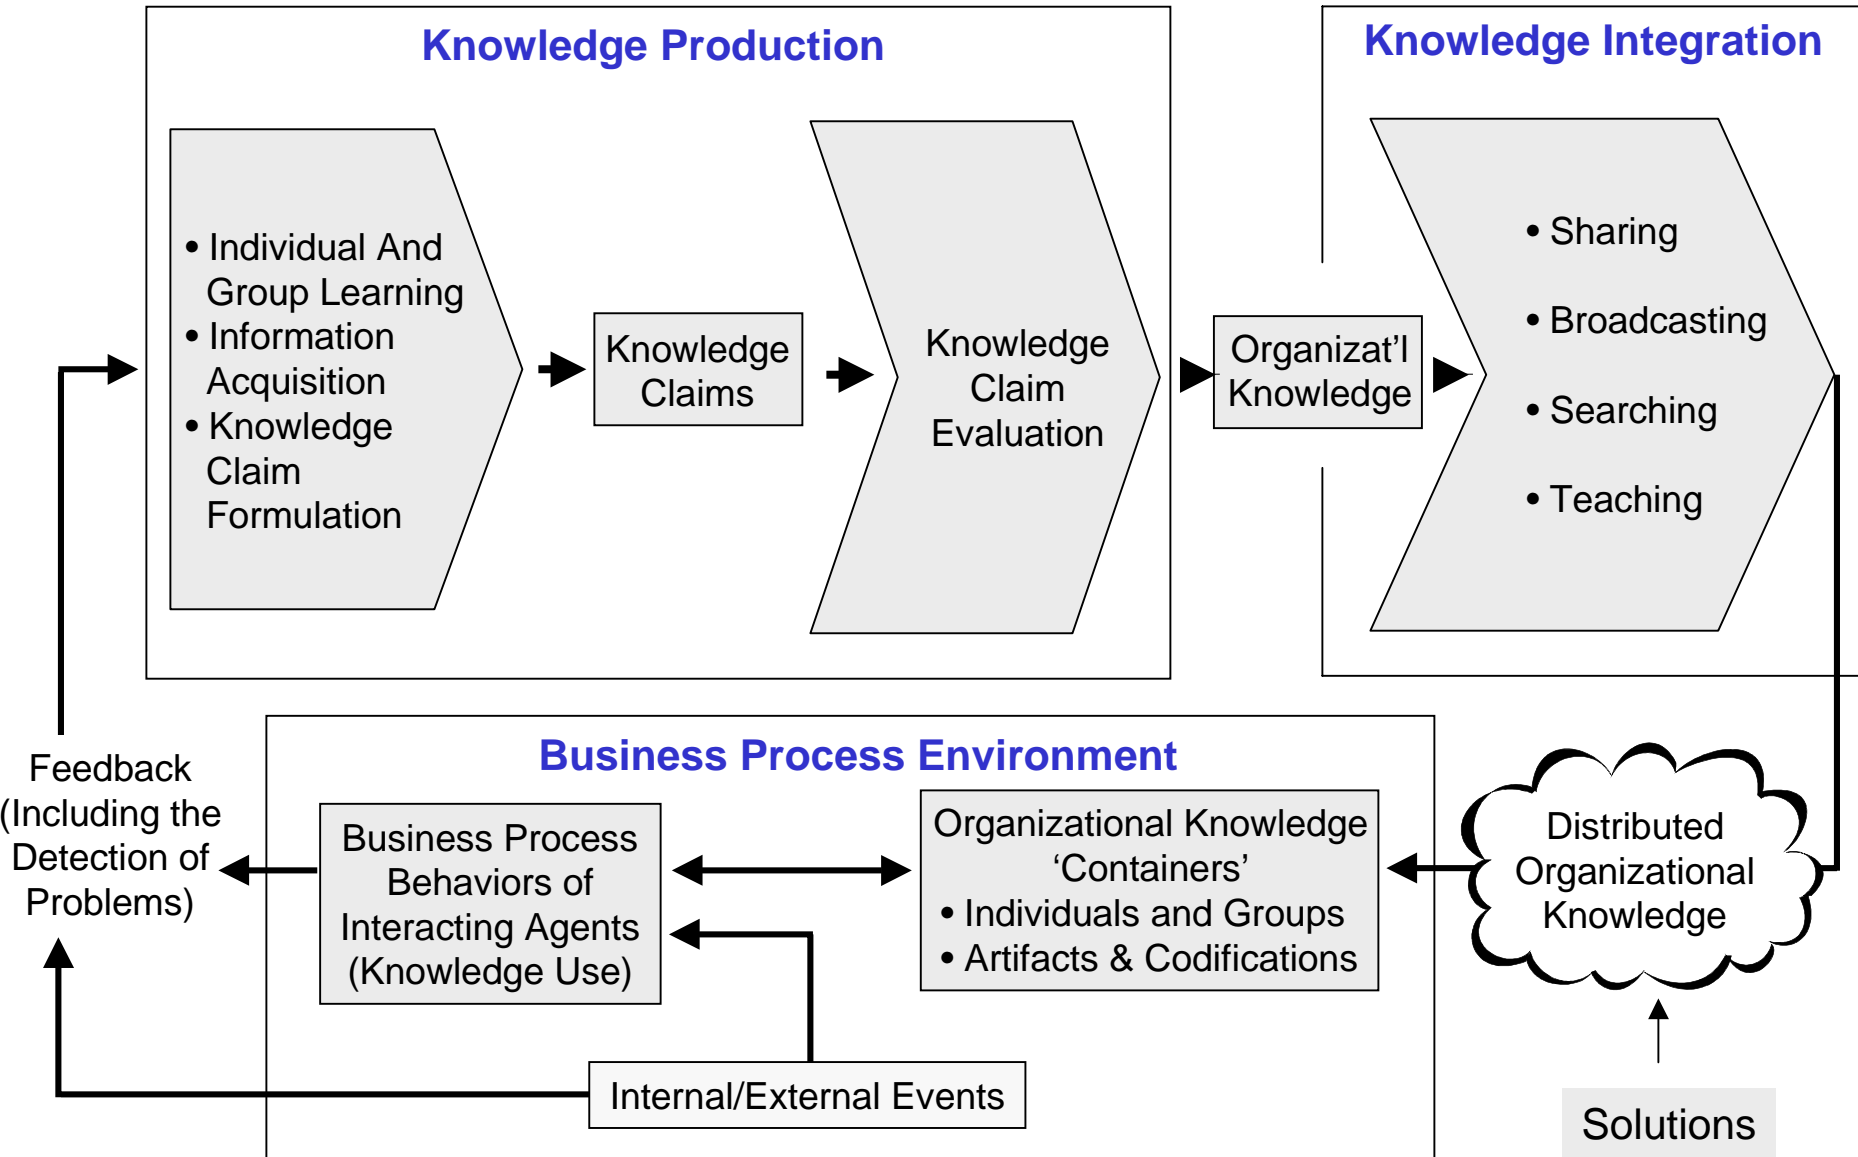 Knowledge Production
Knowledge Integration
• Individual And
Group Learning
• Information
Acquisition
• Knowledge
Claim
Formulation
Knowledge
Claims
Knowledge
Claim
Evaluation
Organizat’l
Knowledge
• Sharing
• Broadcasting
• Searching
• Teaching
Feedback
(Including the
Detection of
Problems)
Business Process Environment
Business Process
Behaviors of
Interacting Agents
(Knowledge Use)
Organizational Knowledge
‘Containers’
• Individuals and Groups
• Artifacts & Codifications
Distributed
Organizational
Knowledge
Internal/External Events
Solutions